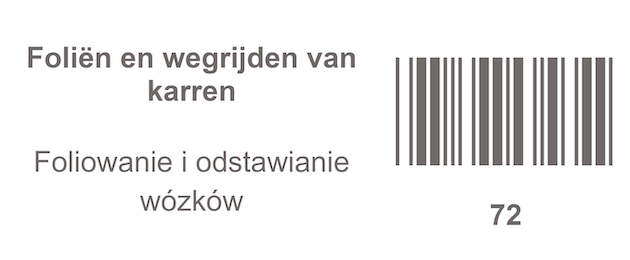 Foliën en wegrijden van
karren
Foliowanie i odstawianie
wózków
72